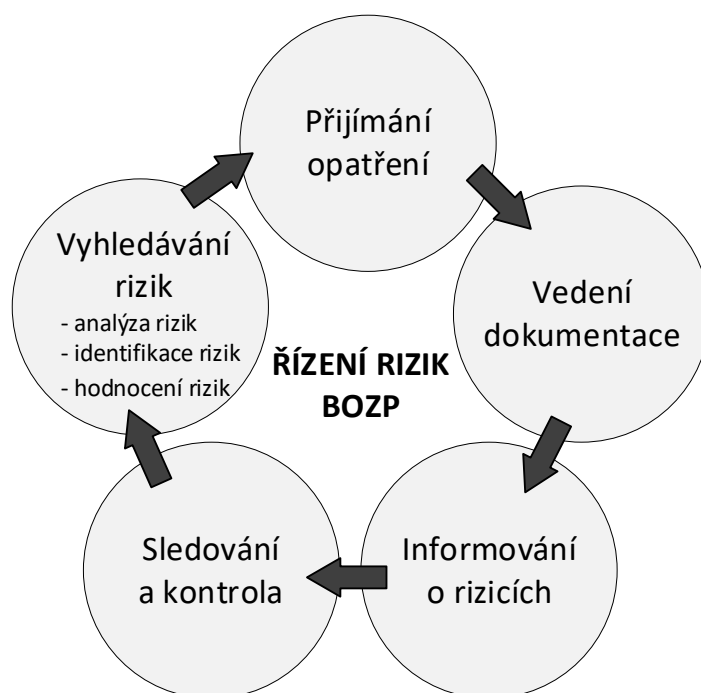 Přijímání
opatření
Vyhledávání
rizik
- analýza rizik
- identifikace rizik
- hodnocení rizik
Vedení
dokumentace
ŘÍZENÍ RIZIK
BOZP
Sledování
a kontrola
Informování
o rizicích